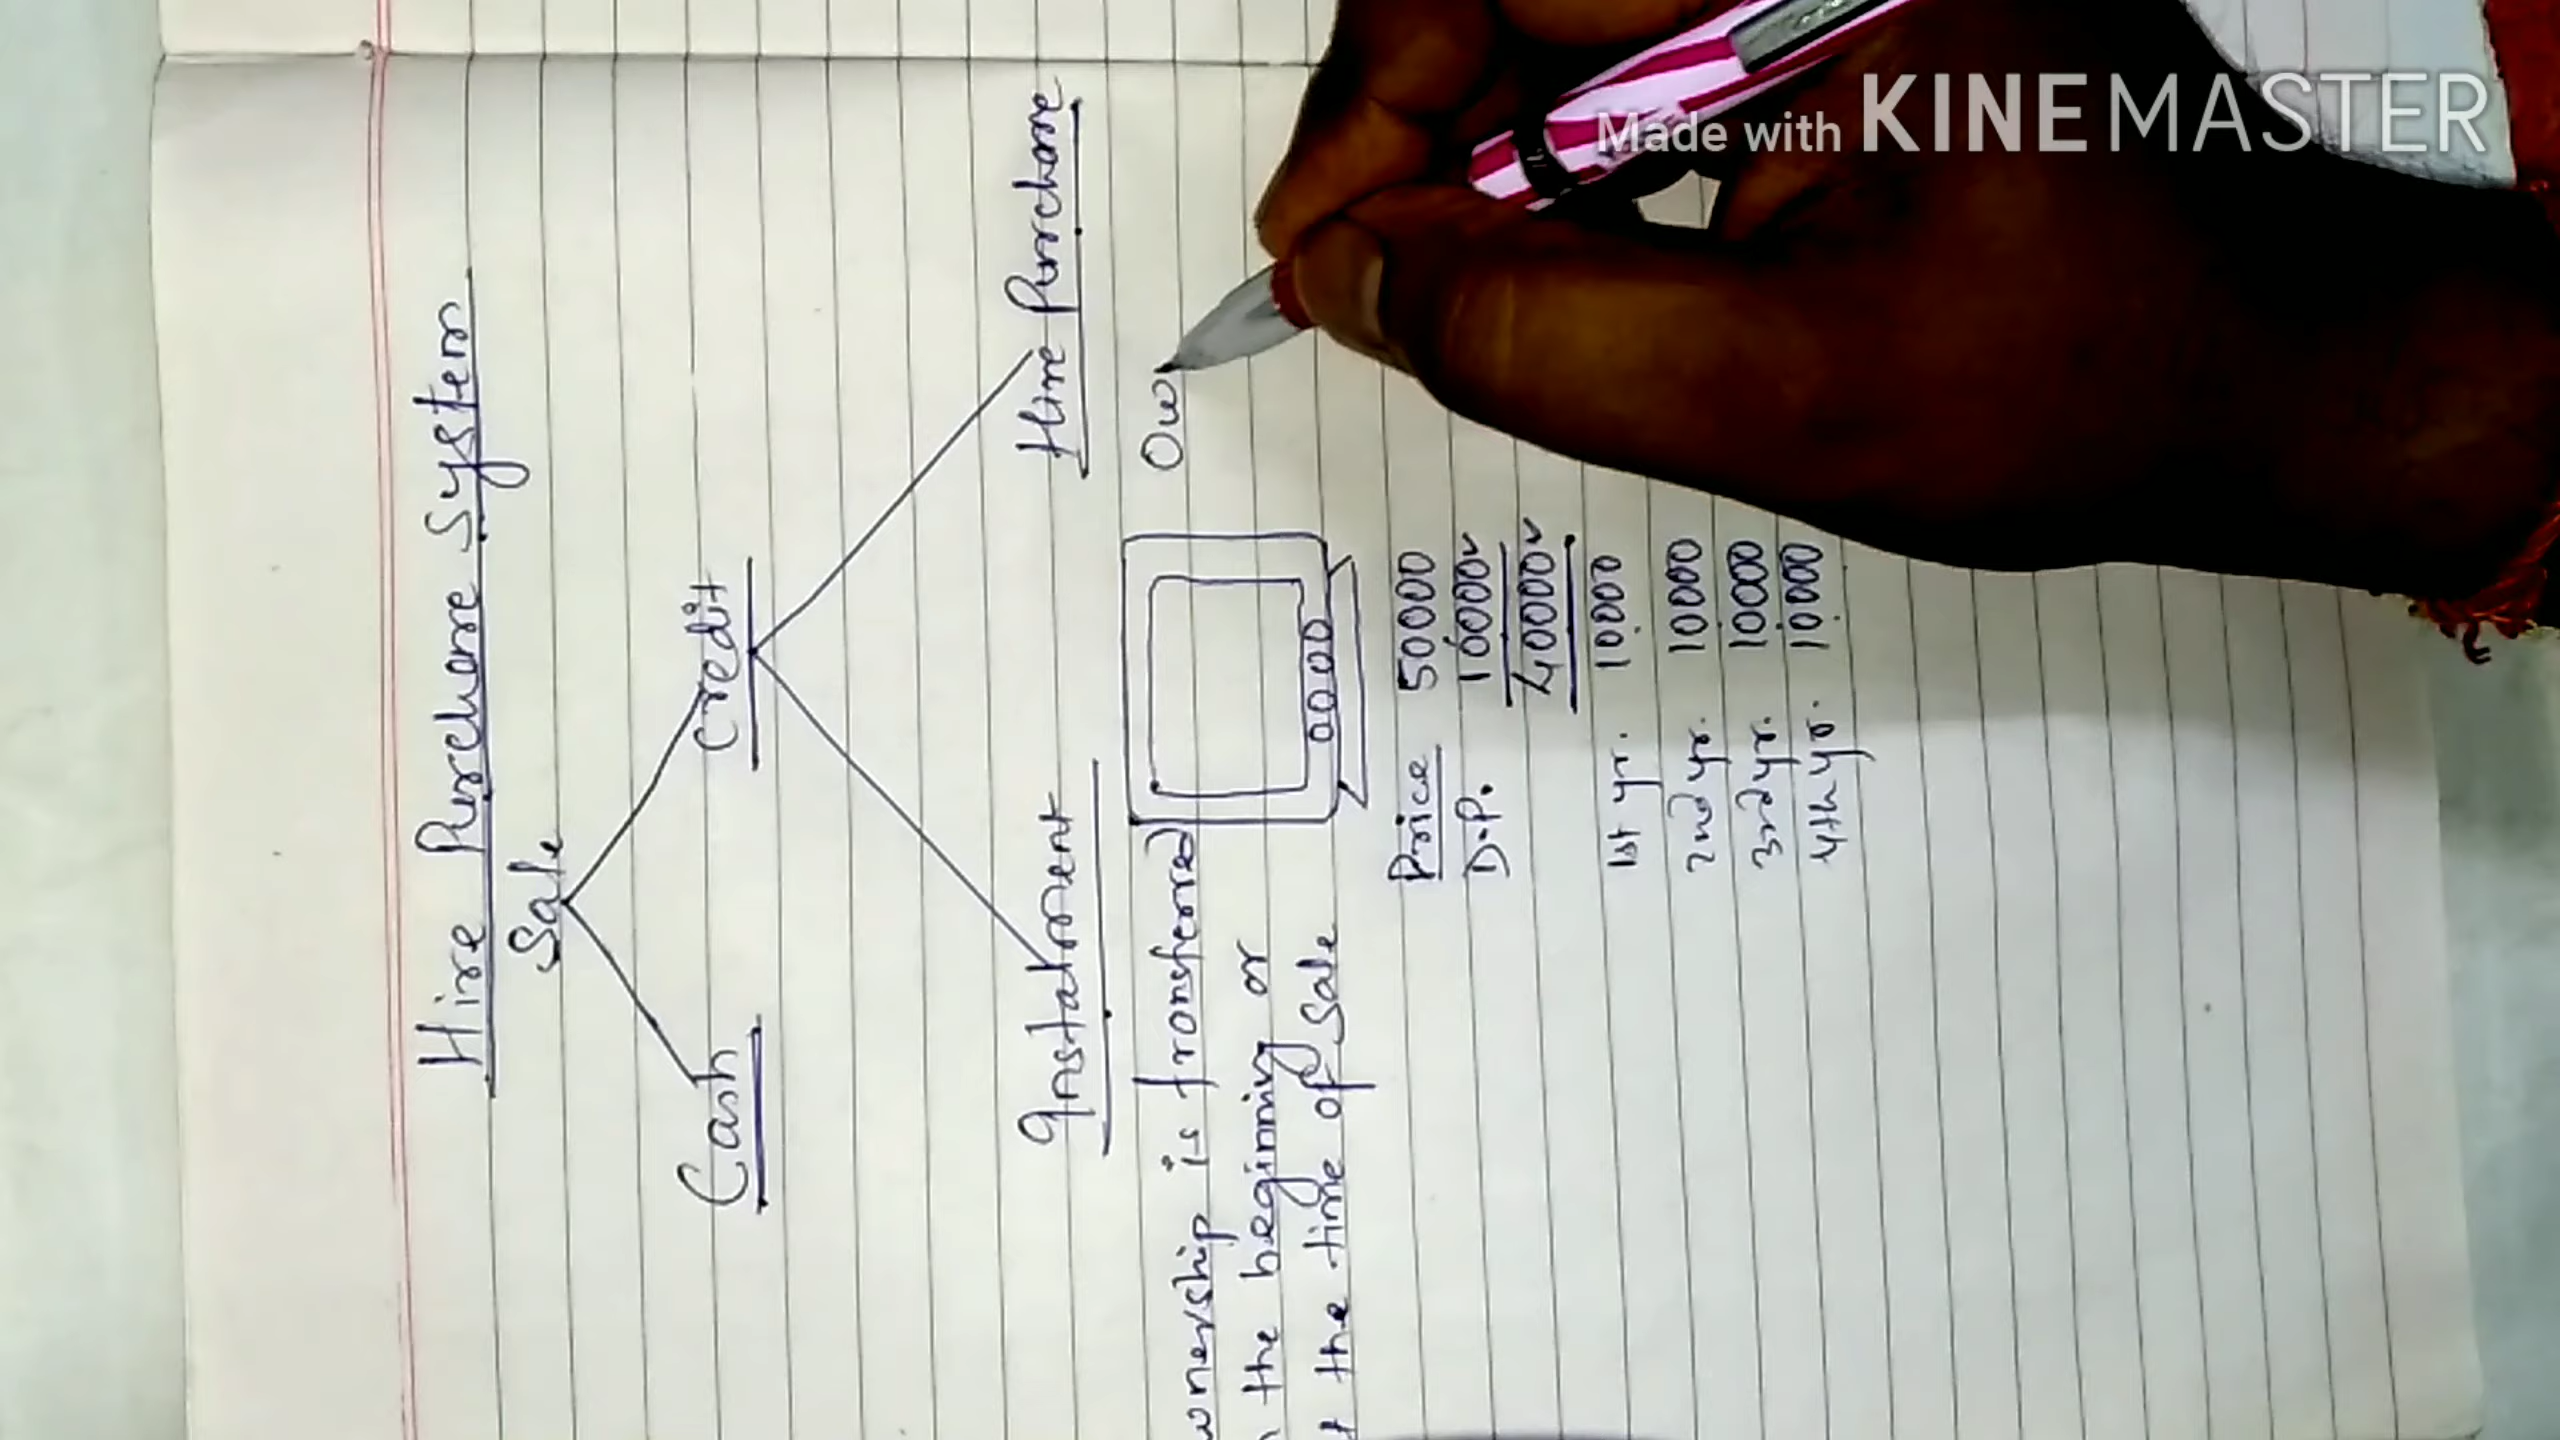 Hire Purchase System
Sale
Cash Credit
Instalment Hire Purchase
wnership is transferred
the beginning or
the time of sale
Ow
0000
Price 50000
D.P. 10000
40000
1st yr. 10000
2nd yr. 10000
3rd yr. 10000
4th yr. 10000
Made with KINEMASTER